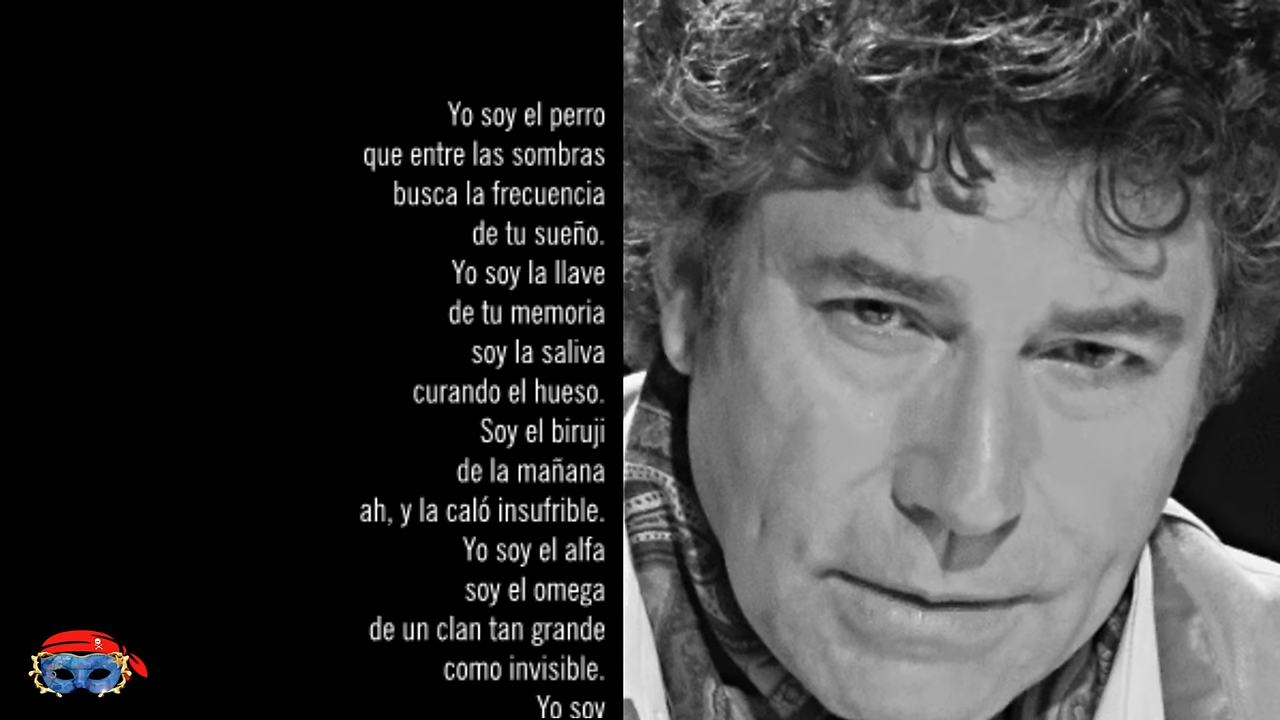 Yo soy el perro
que entre las sombras
busca la frecuencia
de tu sueño.
Yo soy la llave
de tu memoria
soy la saliva
curando el hueso.
Soy el biruji
de la mañana
ah, y la caló insufrible.
Yo soy el alfa
soy el omega
de un clan tan grande
como invisible.
Yo soy